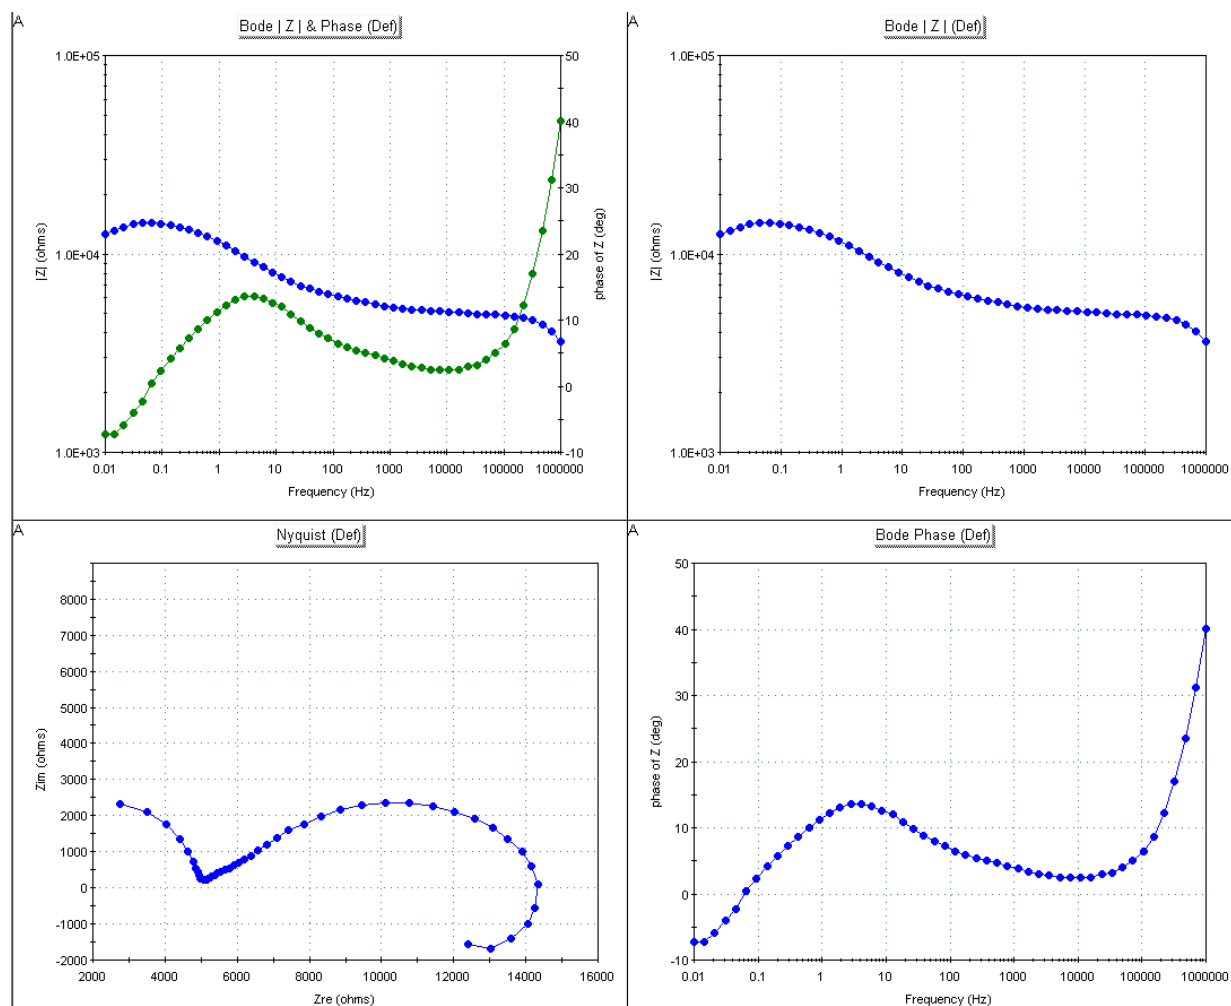 A
Bode | Z | & Phase (Def)
1.0E+05
1.0E+04
1.0E+03
|Z| (ohms)
50
40
30
20
10
0
-10
phase of Z (deg)
0.01 0.1 1 10 100 1000 10000 100000 1000000
Frequency (Hz)
A
Bode | Z | (Def)
1.0E+05
1.0E+04
1.0E+03
|Z| (ohms)
0.01 0.1 1 10 100 1000 10000 100000 1000000
Frequency (Hz)
A
Nyquist (Def)
8000
7000
6000
5000
4000
3000
2000
1000
0
-1000
-2000
Zim (ohms)
2000 4000 6000 8000 10000 12000 14000 16000
Zre (ohms)
A
Bode Phase (Def)
50
40
30
20
10
0
-10
phase of Z (deg)
0.01 0.1 1 10 100 1000 10000 100000 1000000
Frequency (Hz)